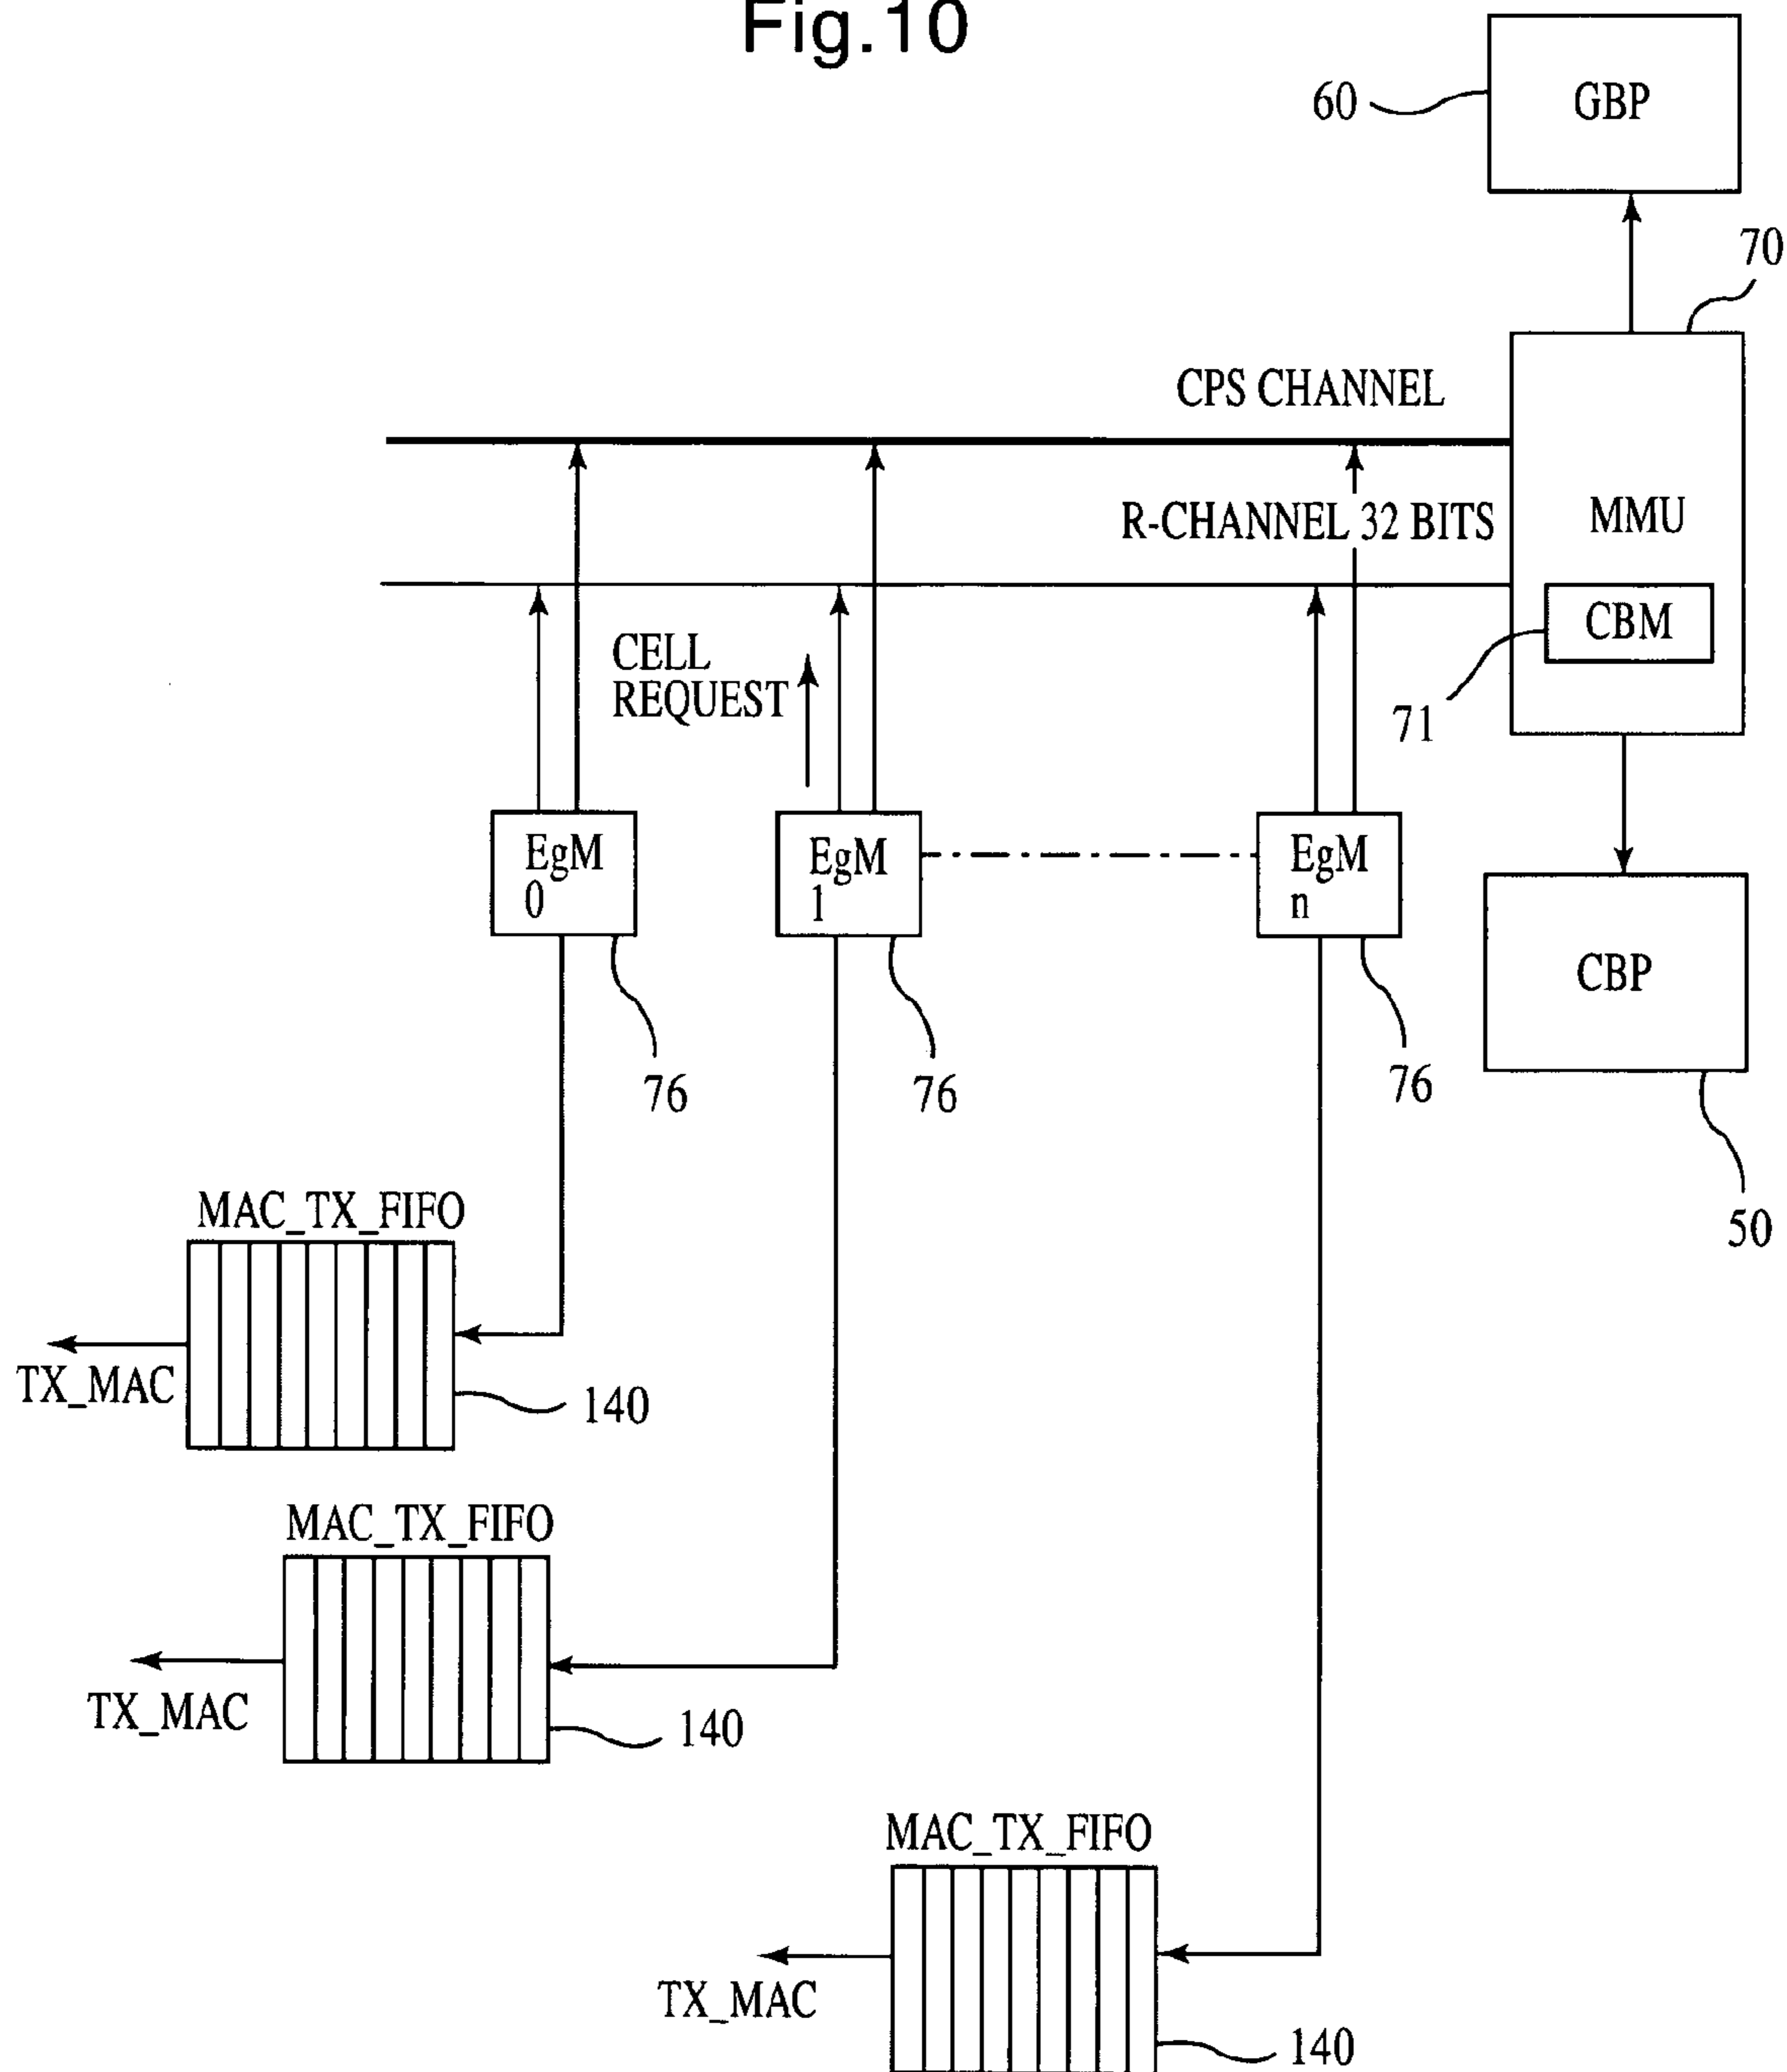 Fig.10
60
GBP
70
CPS CHANNEL
R-CHANNEL 32 BITS
MMU
CBM
CELL
REQUEST
71
EgM
0
EgM
1
EgM
n
CBP
76
76
76
50
MAC_TX_FIFO
TX_MAC
140
MAC_TX_FIFO
TX_MAC
140
MAC_TX_FIFO
TX_MAC
140